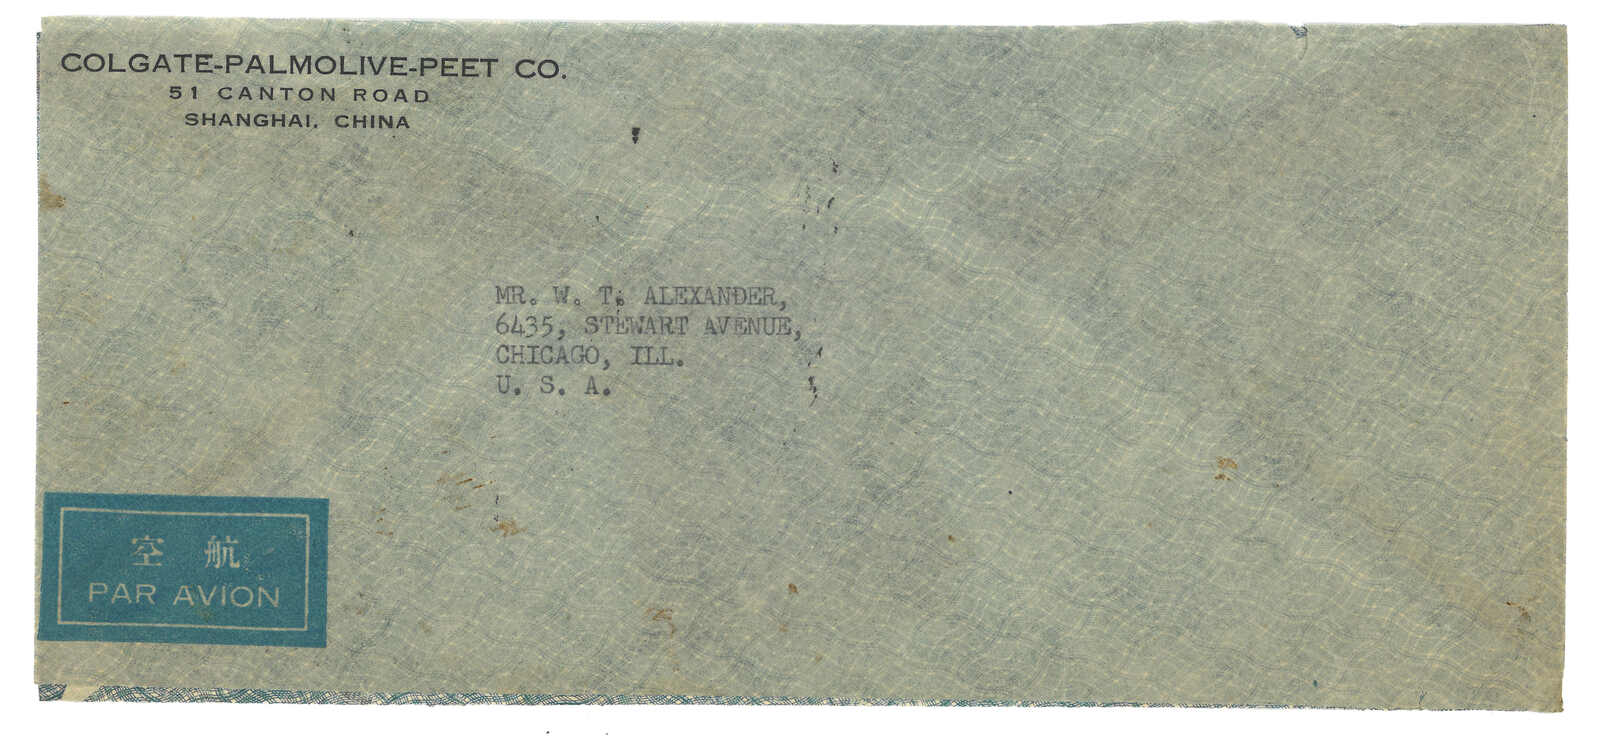 COLGATE-PALMOLIVE-PEET CO.
51 CANTON ROAD
SHANGHAI, CHINA
MR. W. T. ALEXANDER,
6435, STEWART AVENUE,
CHICAGO, ILL.
U. S. A.
空 航
PAR AVION